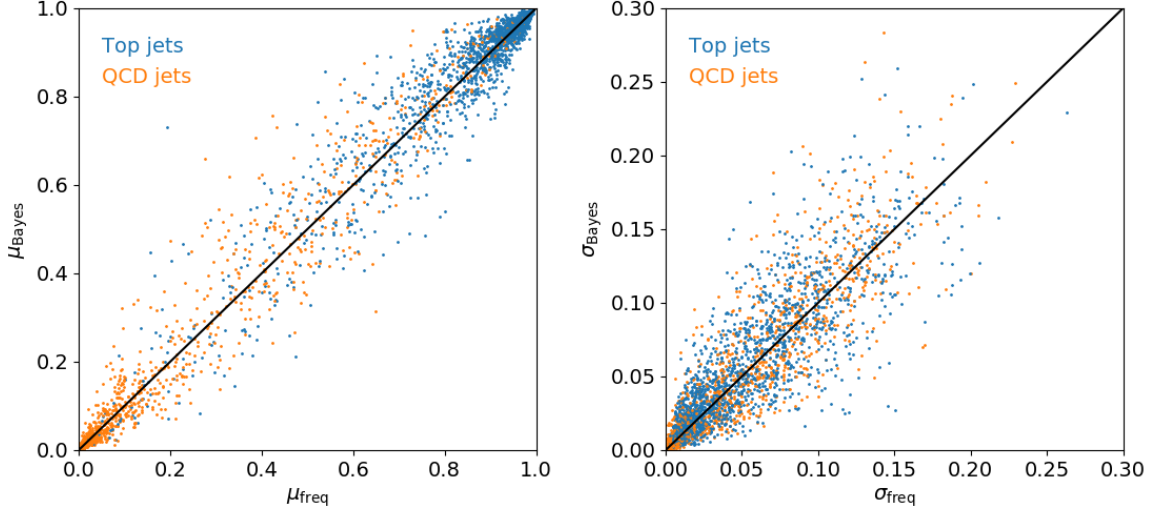 1.0
0.8
0.6
0.4
0.2
0.0
μBayes
Top jets
QCD jets
0.0 0.2 0.4 0.6 0.8 1.0
μfreq
0.30
0.25
0.20
0.15
0.10
0.05
0.00
σBayes
Top jets
QCD jets
0.00 0.05 0.10 0.15 0.20 0.25 0.30
σfreq